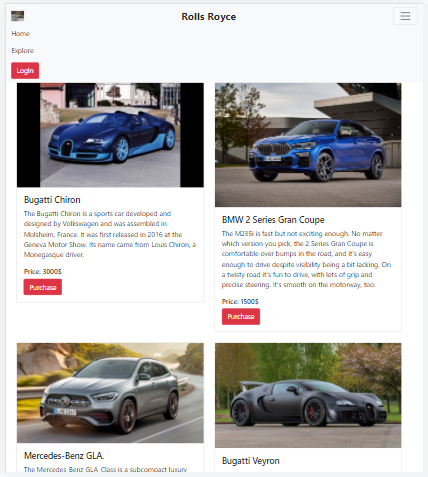 Rolls Royce
Home
Explore
Login
Bugatti Chiron
The Bugatti Chiron is a sports car developed and
designed by Volkswagen and was assembled in
Molsheim, France. It was first released in 2016 at the
Geneva Motor Show. Its name came from Louis Chiron, a
Monegasque driver.
Price: 3000$
Purchase
BMW 2 Series Gran Coupe
The M235i is fast but not exciting enough. No matter
which version you pick, the 2 Series Gran Coupe is
comfortable over bumps in the road, and it's easy
enough to drive despite visibility being a bit lacking. On
a twisty road it's fun to drive, with lots of grip and
precise steering. It's smooth on the motorway, too.
Price: 1500$
Purchase
Mercedes-Benz GLA.
The Mercedes-Benz GLA-Class is a subcompact luxury
Bugatti Veyron